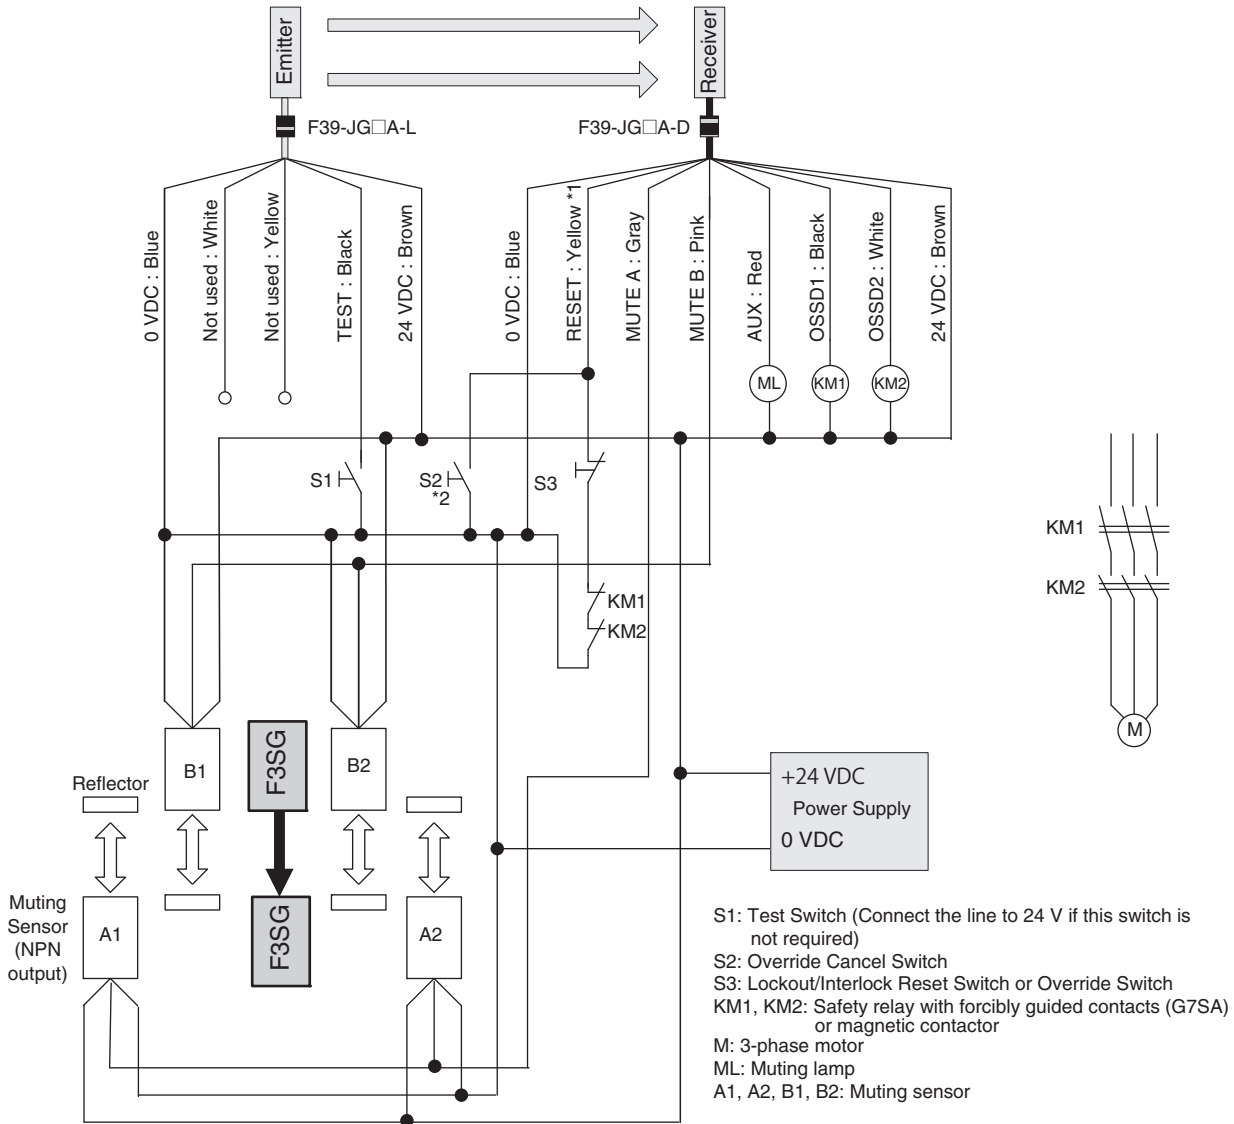 Emitter
Receiver
F39-JG□A-L
F39-JG□A-D
0 VDC : Blue
Not used : White
Not used : Yellow
TEST : Black
24 VDC : Brown
0 VDC : Blue
RESET : Yellow *1
MUTE A : Gray
MUTE B : Pink
AUX : Red
OSSD1 : Black
OSSD2 : White
24 VDC : Brown
ML
KM1
KM2
S1
S2
*2
S3
KM1
KM2
KM1
KM2
M
B1
F3SG
B2
Reflector
+24 VDC
Power Supply
0 VDC
Muting
Sensor
(NPN
output)
A1
F3SG
A2
S1: Test Switch (Connect the line to 24 V if this switch is
not required)
S2: Override Cancel Switch
S3: Lockout/Interlock Reset Switch or Override Switch
KM1, KM2: Safety relay with forcibly guided contacts (G7SA)
or magnetic contactor
M: 3-phase motor
ML: Muting lamp
A1, A2, B1, B2: Muting sensor